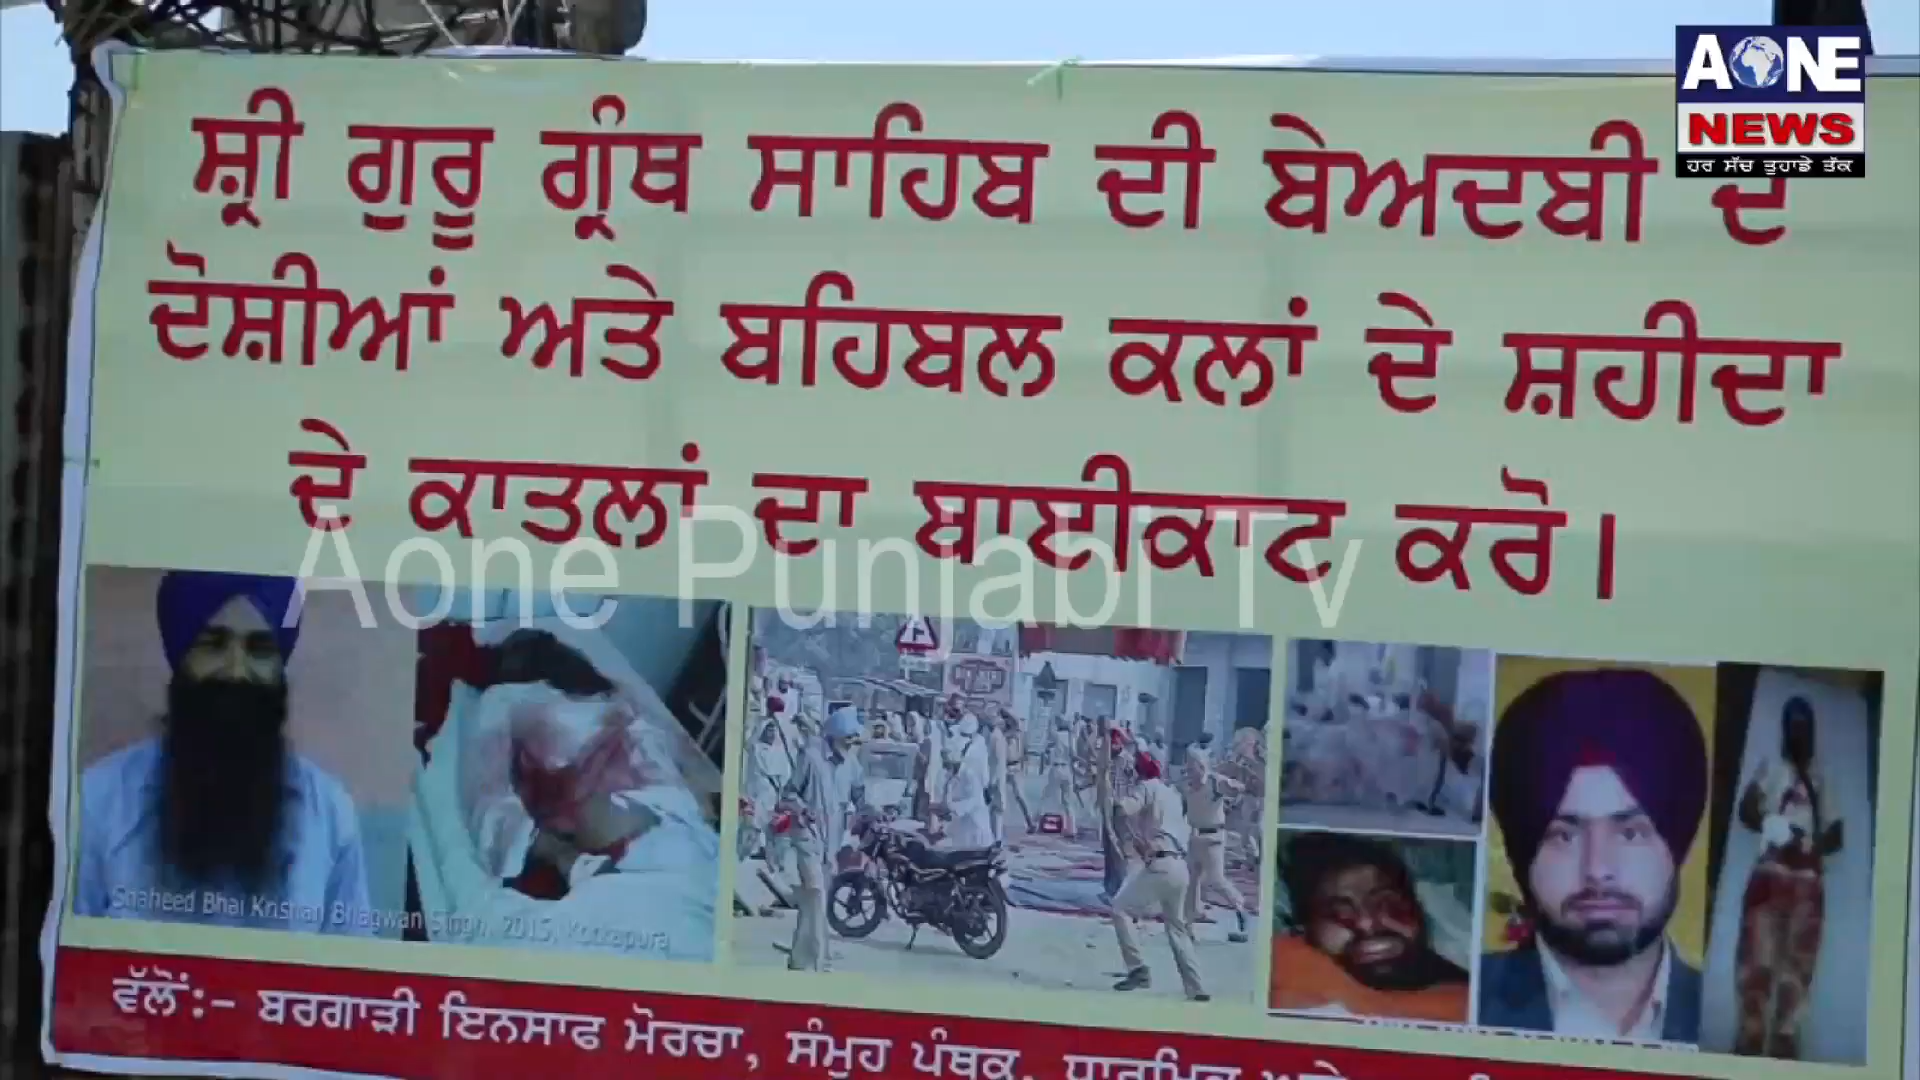 AONE
NEWS
ਹਰ ਸੱਚ ਤੁਹਾਡੇ ਤੱਕ
ਸ਼੍ਰੀ ਗੁਰੂ ਗ੍ਰੰਥ ਸਾਹਿਬ ਦੀ ਬੇਅਦਬੀ ਦੇ
ਦੋਸ਼ੀਆਂ ਅਤੇ ਬਹਿਬਲ ਕਲਾਂ ਦੇ ਸ਼ਹੀਦਾ
ਦੇ ਕਾਤਲਾਂ ਦਾ ਬਾਈਕਾਟ ਕਰੋ।
Aone Punjabi Tv
Shaheed Bhai Krishan Bhagwan Singh, 2015, Kotkapura
ਵੱਲੋਂ:- ਬਰਗਾੜੀ ਇਨਸਾਫ ਮੋਰਚਾ, ਸੰਮੂਹ ਪੰਥਕ,